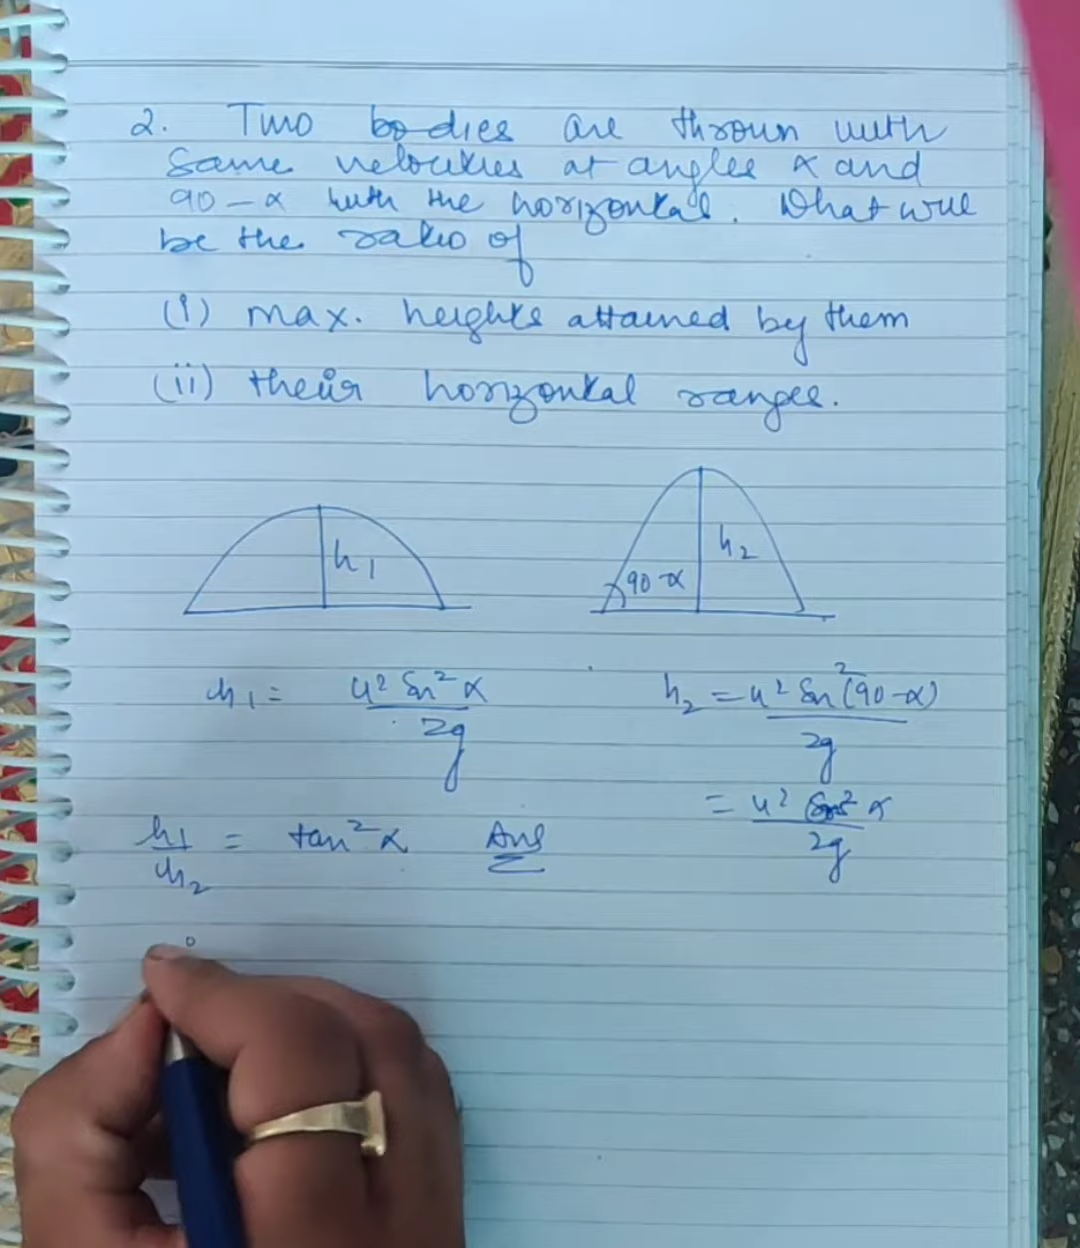 2. Two bodies are thrown with
same velocities at angles α and
90-α with the horizontal. What will
be the ratio of
(i) max. heights attained by them
(ii) their horizontal ranges.
h₁ h₂
90-α
h₁ = u² Sin² α / 2g h₂ = u² Sin² (90-α) / 2g
= u² α / 2g
h₁ / h₂ = tan² α Ans